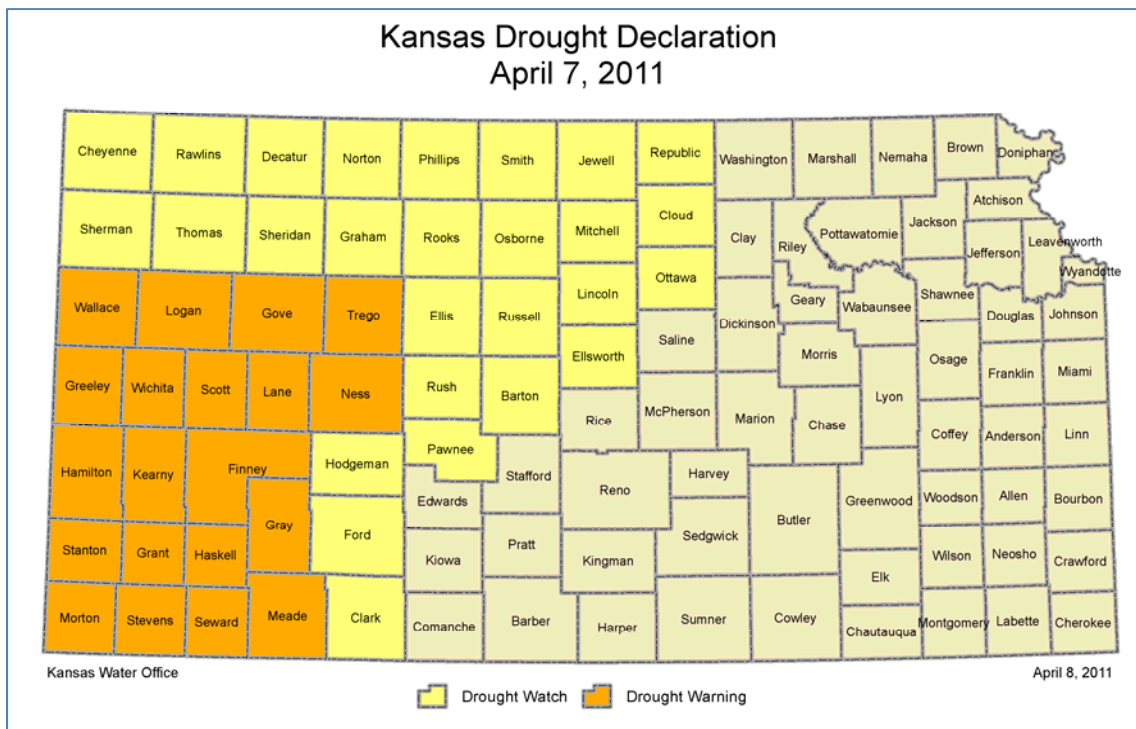 Kansas Drought Declaration
April 7, 2011
Cheyenne
Rawlins
Decatur
Norton
Phillips
Smith
Jewell
Republic
Washington
Marshall
Nemaha
Brown
Doniphan
Sherman
Thomas
Sheridan
Graham
Rooks
Osborne
Mitchell
Cloud
Clay
Riley
Pottawatomie
Jackson
Atchison
Jefferson
Leavenworth
Wyandotte
Wallace
Logan
Gove
Trego
Ellis
Russell
Lincoln
Ottawa
Saline
Dickinson
Geary
Wabaunsee
Shawnee
Douglas
Johnson
Greeley
Wichita
Scott
Lane
Ness
Rush
Barton
Ellsworth
Rice
McPherson
Marion
Morris
Chase
Lyon
Osage
Franklin
Miami
Hamilton
Kearny
Finney
Hodgeman
Pawnee
Stafford
Edwards
Reno
Harvey
Sedgwick
Butler
Greenwood
Coffey
Anderson
Linn
Woodson
Allen
Bourbon
Stanton
Grant
Haskell
Gray
Ford
Kiowa
Pratt
Kingman
Elk
Wilson
Neosho
Crawford
Morton
Stevens
Seward
Meade
Clark
Comanche
Barber
Harper
Sumner
Cowley
Chautauqua
Montgomery
Labette
Cherokee
Kansas Water Office
April 8, 2011
Drought Watch
Drought Warning